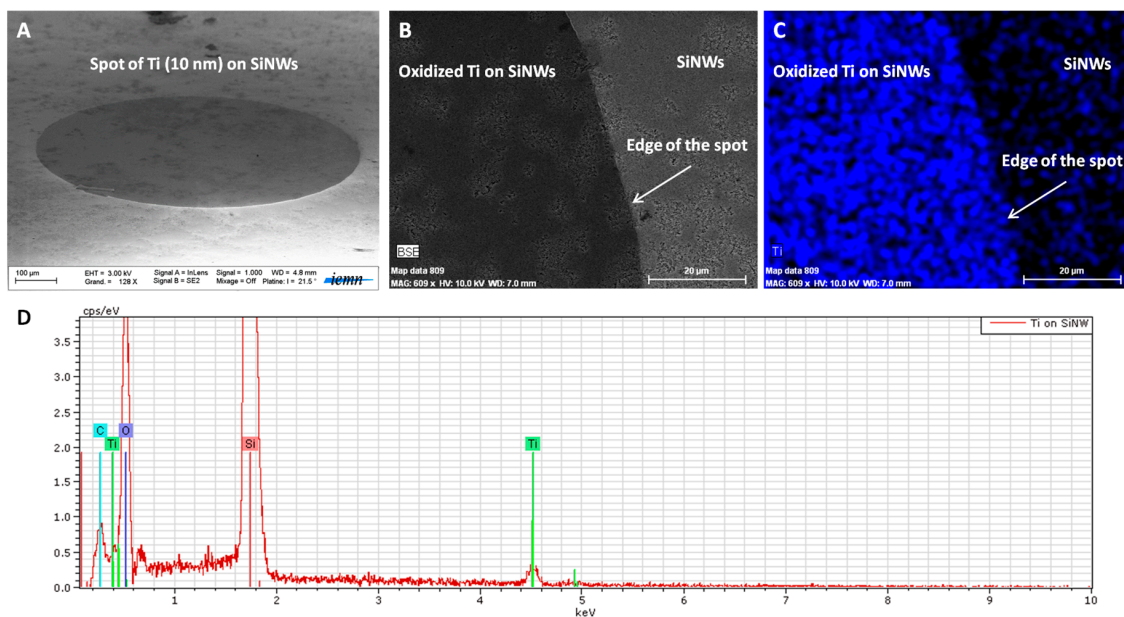 A
Spot of Ti (10 nm) on SiNWs
100 µm
EHT = 3.00 kV
Signal A = InLens
Signal = 1.000
WD = 4.8 mm
Grand. = 128 X
Signal B = SE2
Mixage = Off
Platine: I = 21.5°
iemn
B
Oxidized Ti on SiNWs
SiNWs
Edge of the spot
BSE
Map data 809
MAG: 609 x HV: 10.0 kV WD: 7.0 mm
20 µm
C
Oxidized Ti on SiNWs
SiNWs
Edge of the spot
Ti
Map data 809
MAG: 609 x HV: 10.0 kV WD: 7.0 mm
20 µm
D
cps/eV
Ti on SiNW
3.5
3.0
2.5
2.0
1.5
1.0
0.5
0.0
C
Ti
O
Si
Ti
1 2 3 4 5 6 7 8 9 10
keV